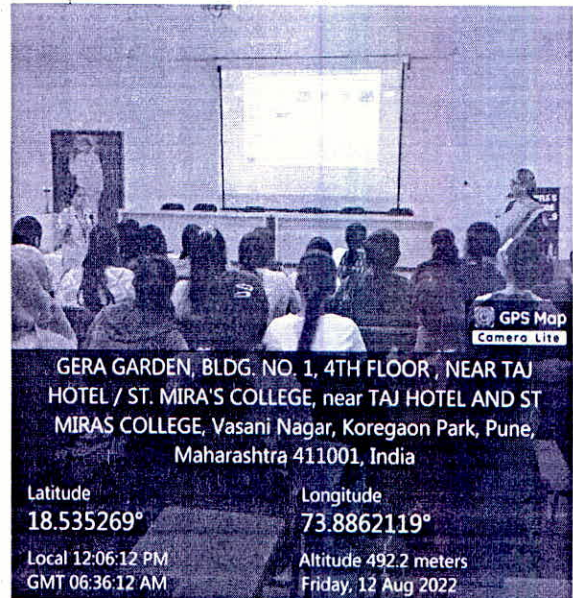 GPS Map
Camera Lite
GERA GARDEN, BLDG. NO. 1, 4TH FLOOR , NEAR TAJ
HOTEL / ST. MIRA'S COLLEGE, near TAJ HOTEL AND ST
MIRAS COLLEGE, Vasani Nagar, Koregaon Park, Pune,
Maharashtra 411001, India
Latitude
18.535269°
Longitude
73.8862119°
Local 12:06:12 PM
GMT 06:36:12 AM
Altitude 492.2 meters
Friday, 12 Aug 2022